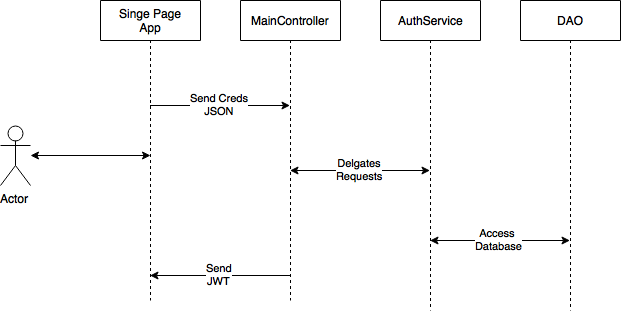 Singe Page
App
MainController
AuthService
DAO
Send Creds
JSON
Actor
Delgates
Requests
Access
Database
Send
JWT